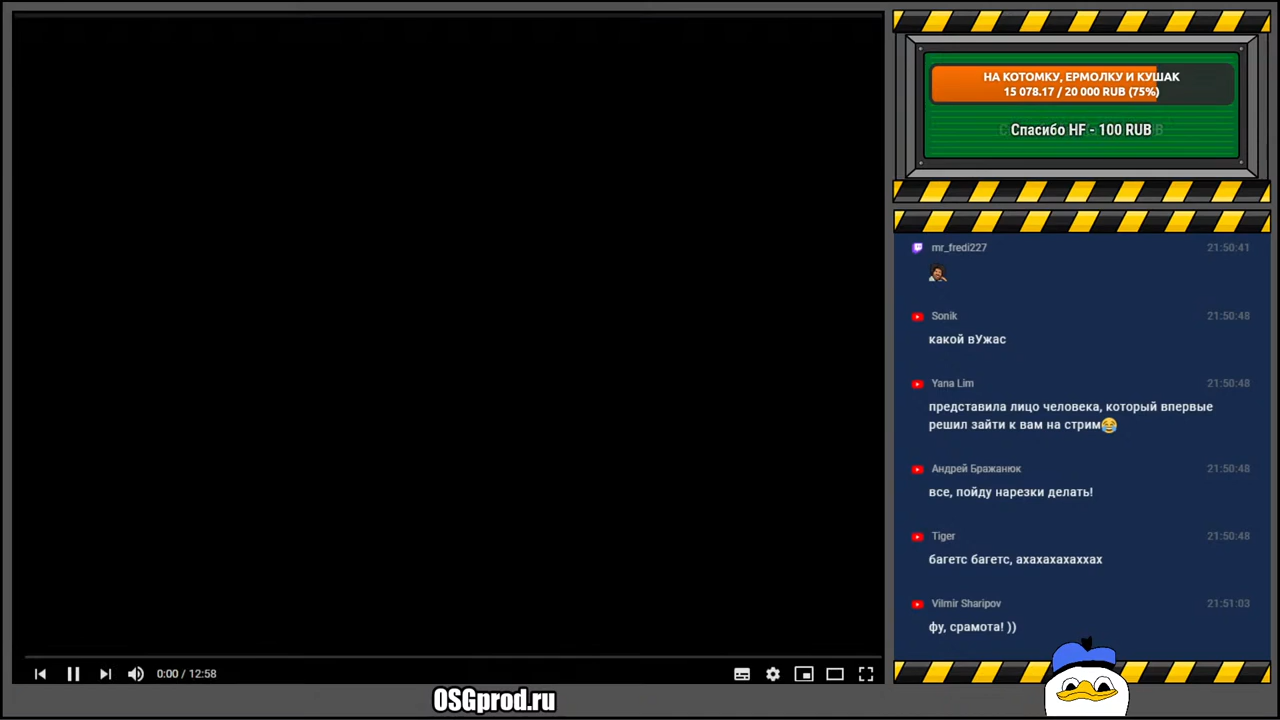 НА КОТОМКУ, ЕРМОЛКУ И КУШАК
15 078.17 / 20 000 RUB (75%)
Спасибо HF - 100 RUB
mr_fredi227 21:50:41
Sonik 21:50:48
какой вУжас
Yana Lim 21:50:48
представила лицо человека, который впервые
решил зайти к вам на стрим😂
Андрей Бражанюк 21:50:48
все, пойду нарезки делать!
Tiger 21:50:48
багетс багетс, ахахахахаххах
Vilmir Sharipov 21:51:03
фу, срамота! ))
0:00 / 12:58
OSGprod.ru